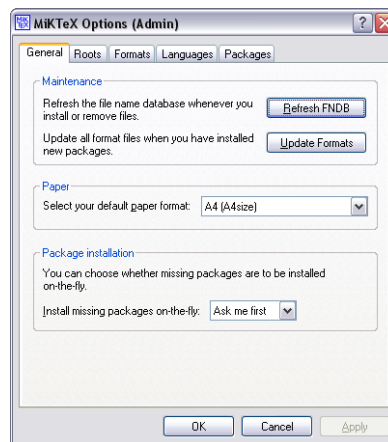 MiKTeX Options (Admin)
General Roots Formats Languages Packages
Maintenance
Refresh the file name database whenever you
install or remove files.
Refresh FNDB
Update all format files when you have installed
new packages.
Update Formats
Paper
Select your default paper format: A4 (A4size)
Package installation
You can choose whether missing packages are to be installed
on-the-fly.
Install missing packages on-the-fly: Ask me first
OK Cancel Apply